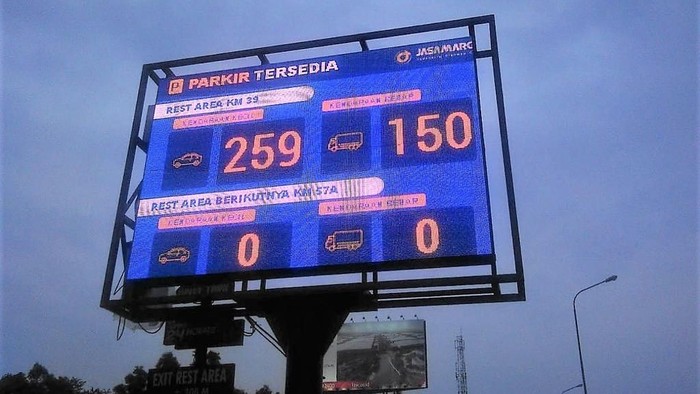 P PARKIR TERSEDIA
JASAMARG
REST AREA KM 39
KENDARAAN KECIL
KENDARAAN BESAR
259
150
REST AREA BERIKUTNYA KM 57A
KENDARAAN KECIL
KENDARAAN BESAR
0
0
EXIT REST AREA